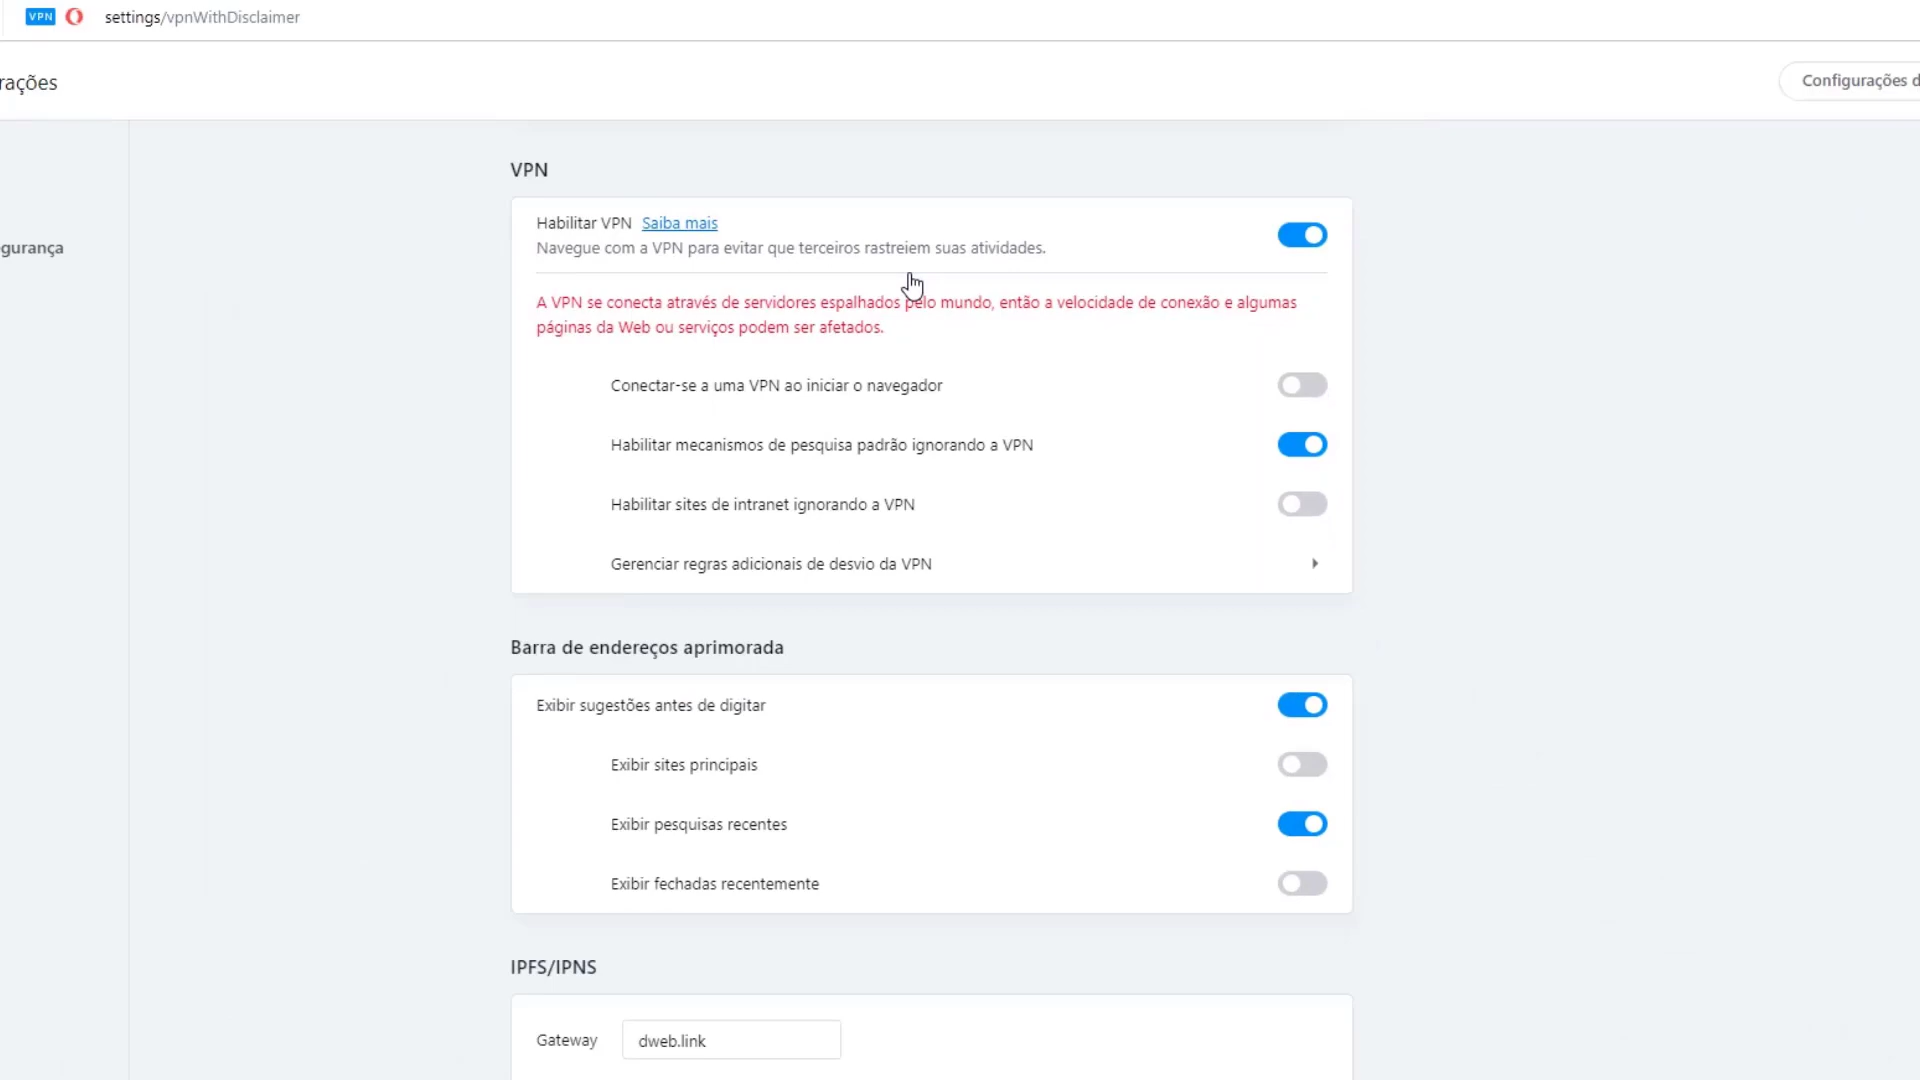 VPN settings/vpnWithDisclaimer
rações
Configurações d
gurança
VPN
Habilitar VPN Saiba mais
Navegue com a VPN para evitar que terceiros rastreiem suas atividades.
A VPN se conecta através de servidores espalhados pelo mundo, então a velocidade de conexão e algumas
páginas da Web ou serviços podem ser afetados.
Conectar-se a uma VPN ao iniciar o navegador
Habilitar mecanismos de pesquisa padrão ignorando a VPN
Habilitar sites de intranet ignorando a VPN
Gerenciar regras adicionais de desvio da VPN
Barra de endereços aprimorada
Exibir sugestões antes de digitar
Exibir sites principais
Exibir pesquisas recentes
Exibir fechadas recentemente
IPFS/IPNS
Gateway dweb.link